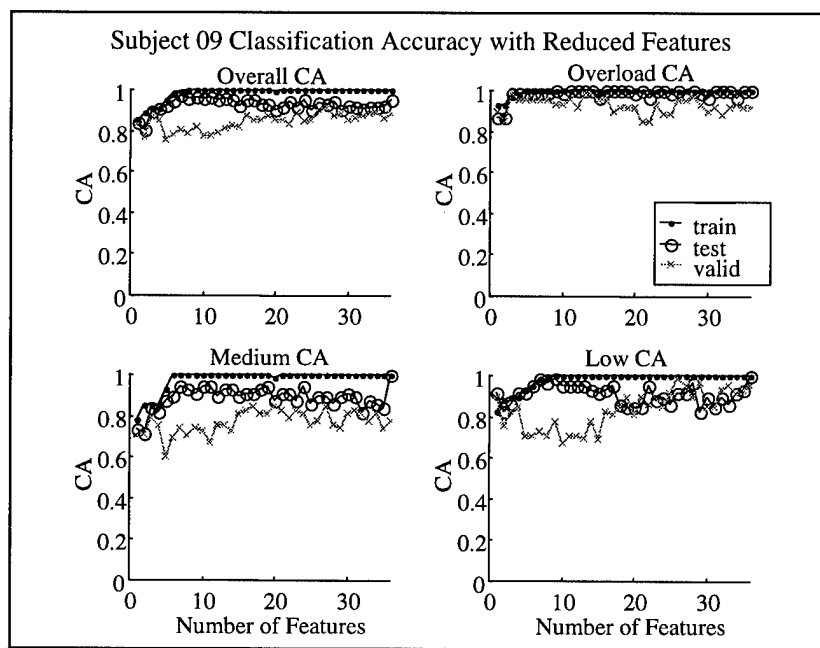 Subject 09 Classification Accuracy with Reduced Features
Overall CA
1
0.8
0.6
0.4
0.2
0
CA
0
10
20
30
Overload CA
1
0.8
0.6
0.4
0.2
0
CA
0
10
20
30
train
test
valid
Medium CA
1
0.8
0.6
0.4
0.2
0
CA
0
10
20
30
Number of Features
Low CA
1
0.8
0.6
0.4
0.2
0
CA
0
10
20
30
Number of Features